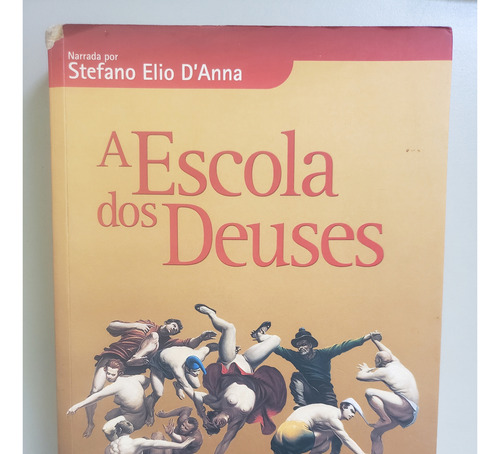 Narrada por
Stefano Elio D'Anna
A Escola
dos Deuses